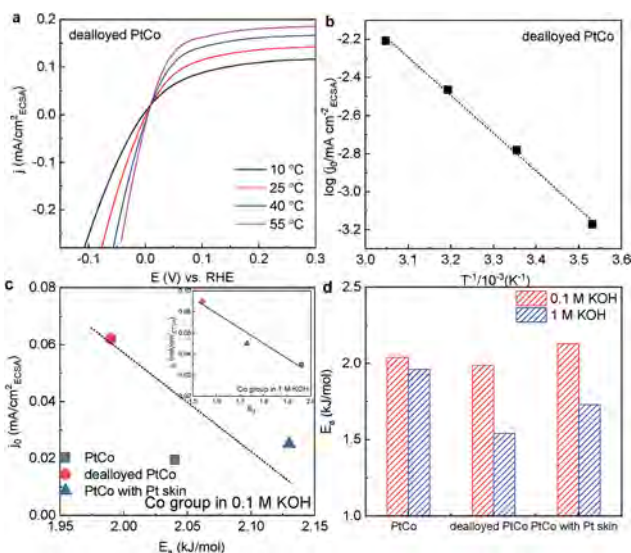 a
dealloyed PtCo
j (mA/cm²ECSA)
0.2
0.1
0.0
-0.1
-0.2
10 °C
25 °C
40 °C
55 °C
-0.1 0.0 0.1 0.2 0.3
E (V) vs. RHE
b
dealloyed PtCo
log (j₀/mA cm⁻²ECSA)
-2.2
-2.4
-2.6
-2.8
-3.0
-3.2
3.0 3.1 3.2 3.3 3.4 3.5 3.6
T⁻¹/10⁻³(K⁻¹)
c
j₀ (mA/cm²ECSA)
0.08
0.06
0.04
0.02
0.00
Co group in 1 M KOH
PtCo
dealloyed PtCo
PtCo with Pt skin
Co group in 0.1 M KOH
1.95 2.00 2.05 2.10 2.15
Eₐ (kJ/mol)
d
0.1 M KOH
1 M KOH
Eₐ (kJ/mol)
2.5
2.0
1.5
1.0
PtCo dealloyed PtCo PtCo with Pt skin